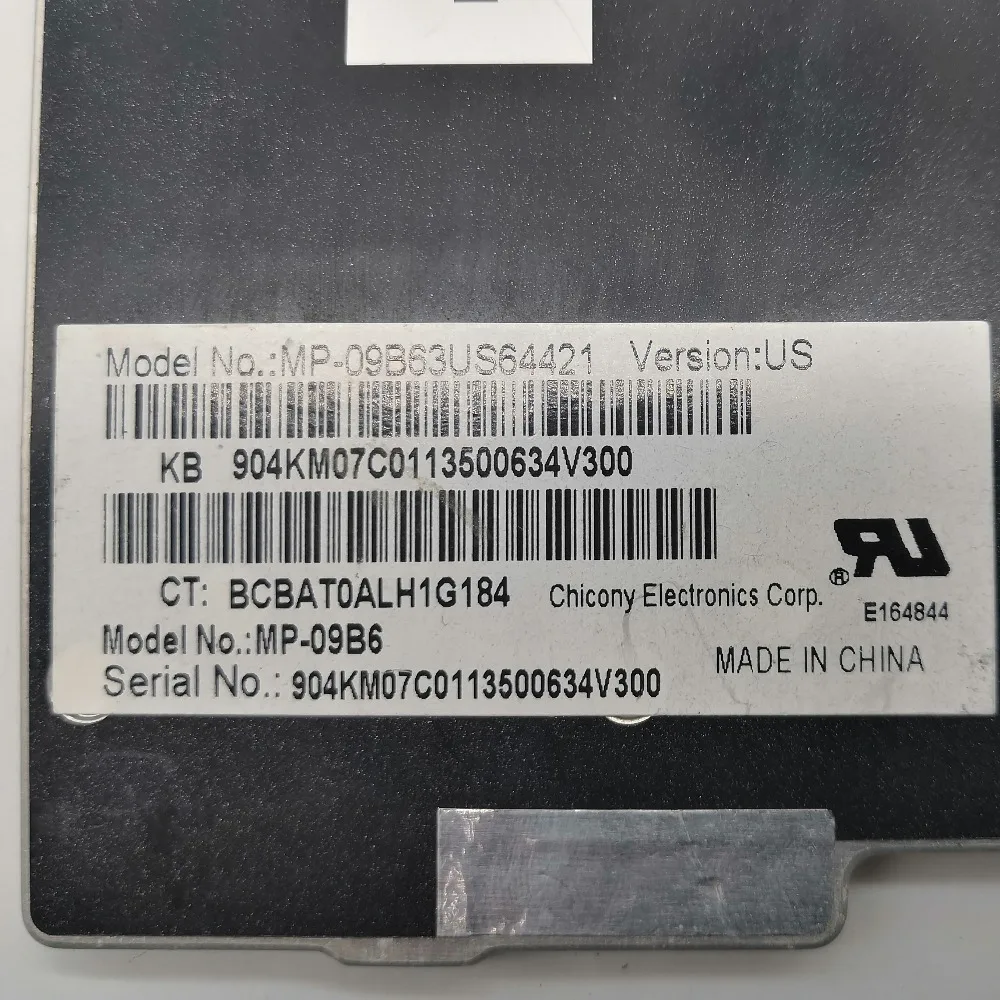 Model No.:MP-09B63US64421 Version:US
KB 904KM07C0113500634V300
CT: BCBAT0ALH1G184 Chicony Electronics Corp. ®
E164844
Model No.:MP-09B6
MADE IN CHINA
Serial No.: 904KM07C0113500634V300